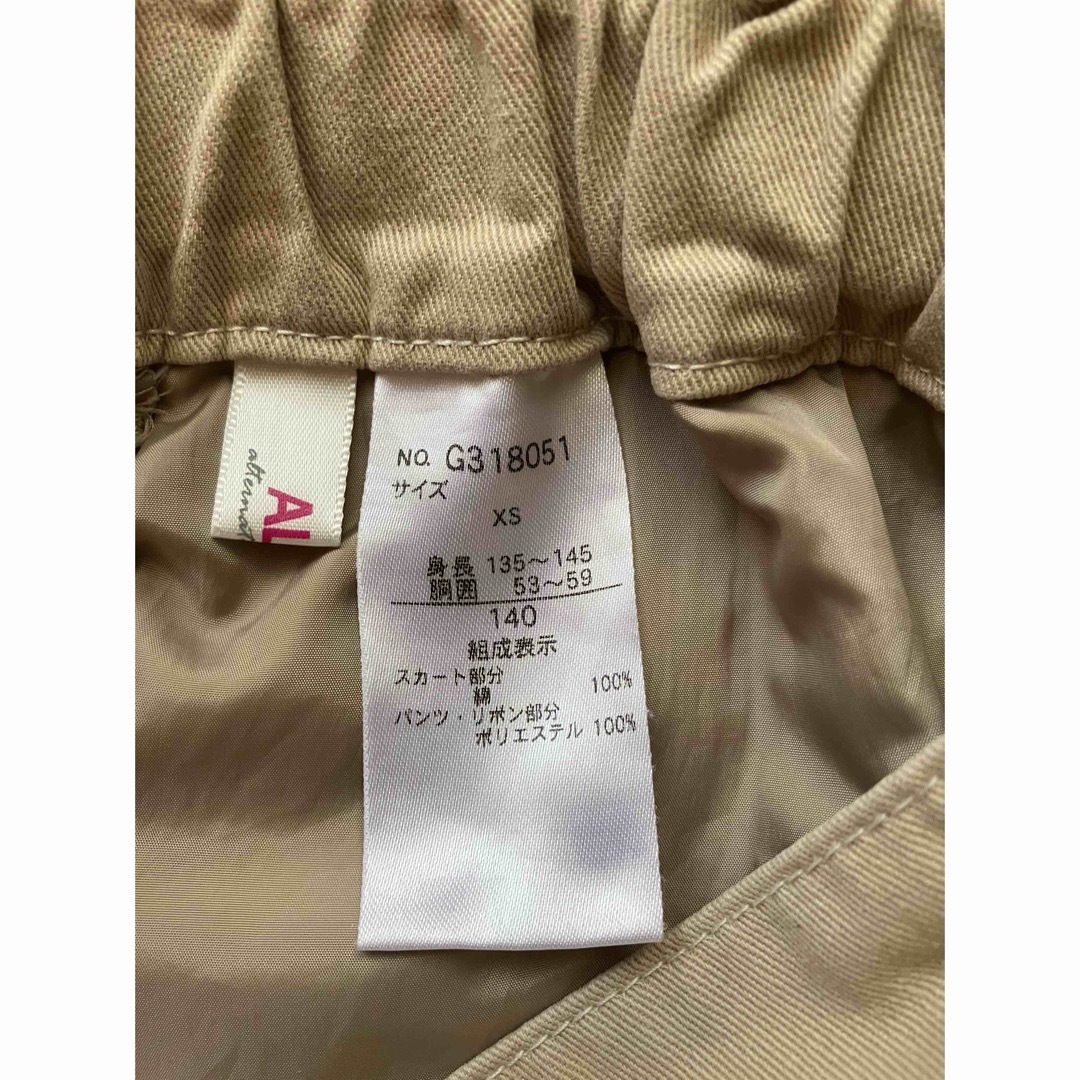 NO. G318051
サイズ
XS
身長 135～145
胴囲 53～59
140
組成表示
スカート部分
綿 100%
パンツ・リボン部分
ポリエステル 100%
AL